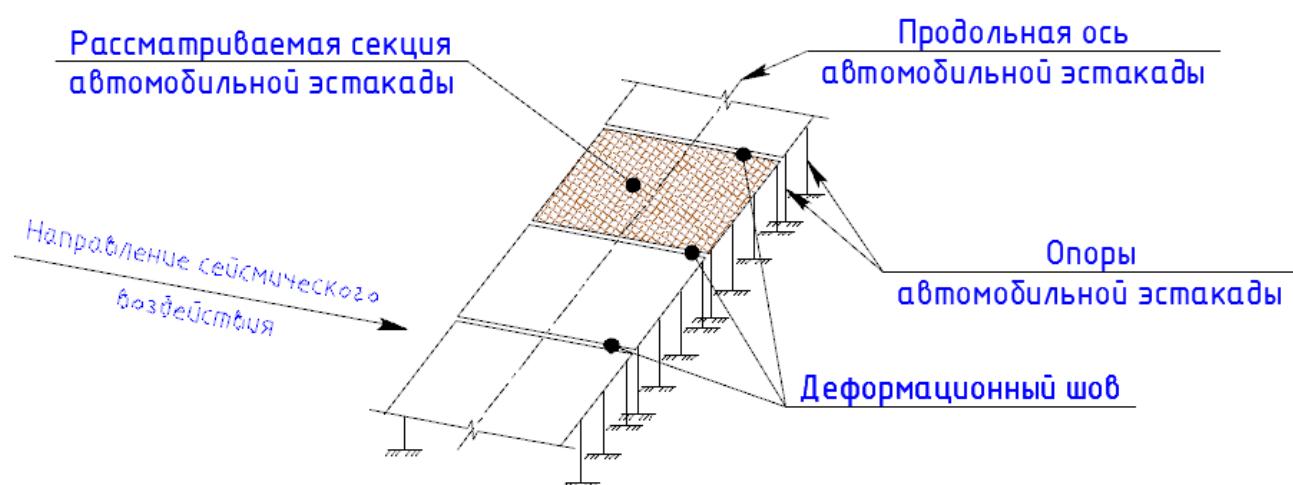 Рассматриваемая секция
автомобильной эстакады
Продольная ось
автомобильной эстакады
Направление сейсмического
воздействия
Опоры
автомобильной эстакады
Деформационный шов